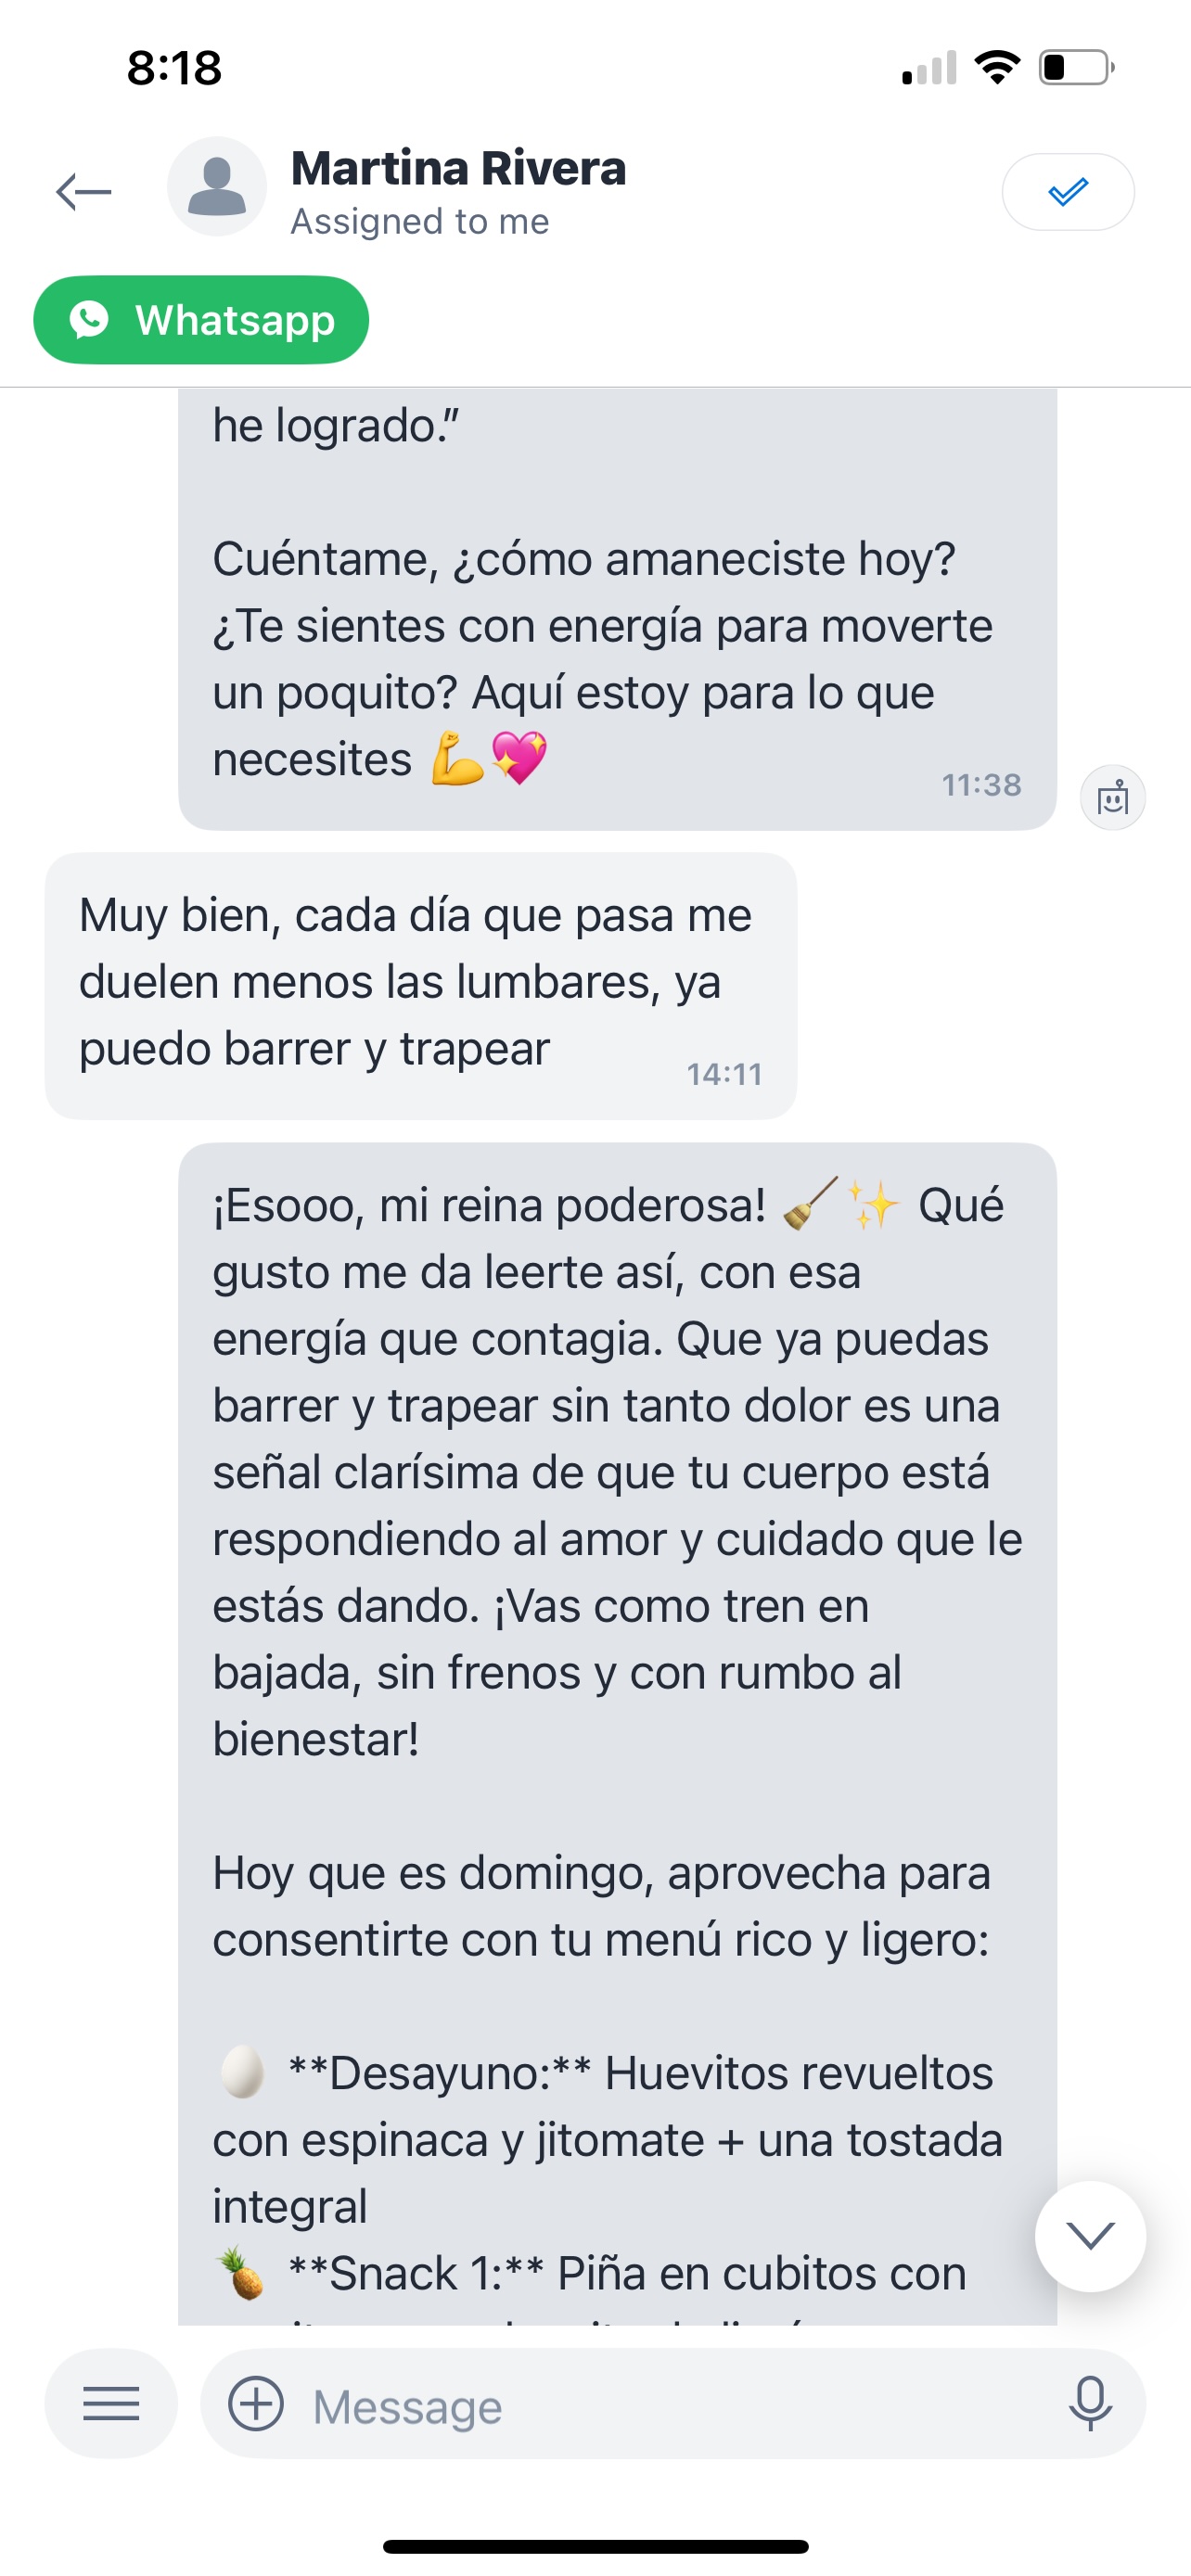 8:18
Martina Rivera
Assigned to me
Whatsapp
he logrado.”
Cuéntame, ¿cómo amaneciste hoy?
¿Te sientes con energía para moverte
un poquito? Aquí estoy para lo que
necesites 💪💖
11:38
Muy bien, cada día que pasa me
duelen menos las lumbares, ya
puedo barrer y trapear
14:11
¡Esooo, mi reina poderosa! 🧹✨ Qué
gusto me da leerte así, con esa
energía que contagia. Que ya puedas
barrer y trapear sin tanto dolor es una
señal clarísima de que tu cuerpo está
respondiendo al amor y cuidado que le
estás dando. ¡Vas como tren en
bajada, sin frenos y con rumbo al
bienestar!
Hoy que es domingo, aprovecha para
consentirte con tu menú rico y ligero:
🥚 **Desayuno:** Huevitos revueltos
con espinaca y jitomate + una tostada
integral
🍍 **Snack 1:** Piña en cubitos con
Message